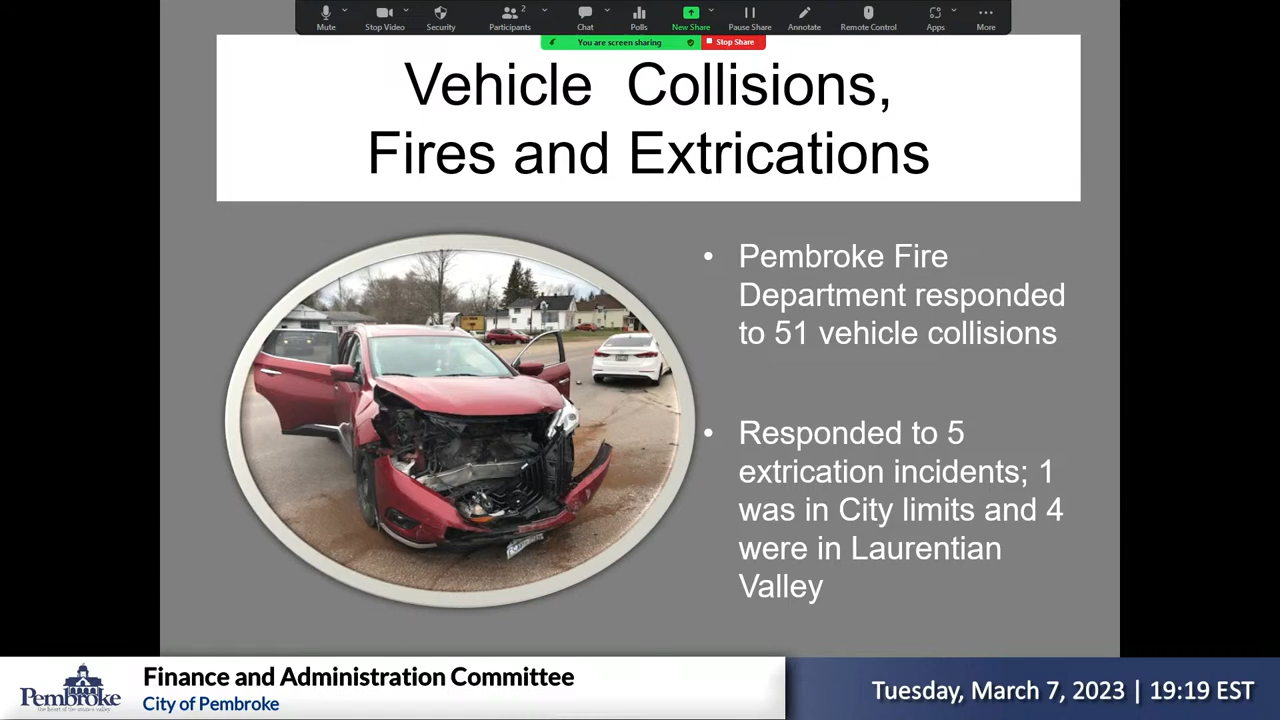 Mute
Stop Video
Security
Participants
2
Chat
Polls
New Share
Pause Share
Annotate
Remote Control
Apps
More
You are screen sharing
Stop Share
Vehicle Collisions,
Fires and Extrications
• Pembroke Fire
Department responded
to 51 vehicle collisions
• Responded to 5
extrication incidents; 1
was in City limits and 4
were in Laurentian
Valley
Pembroke
Finance and Administration Committee
City of Pembroke
Tuesday, March 7, 2023 | 19:19 EST